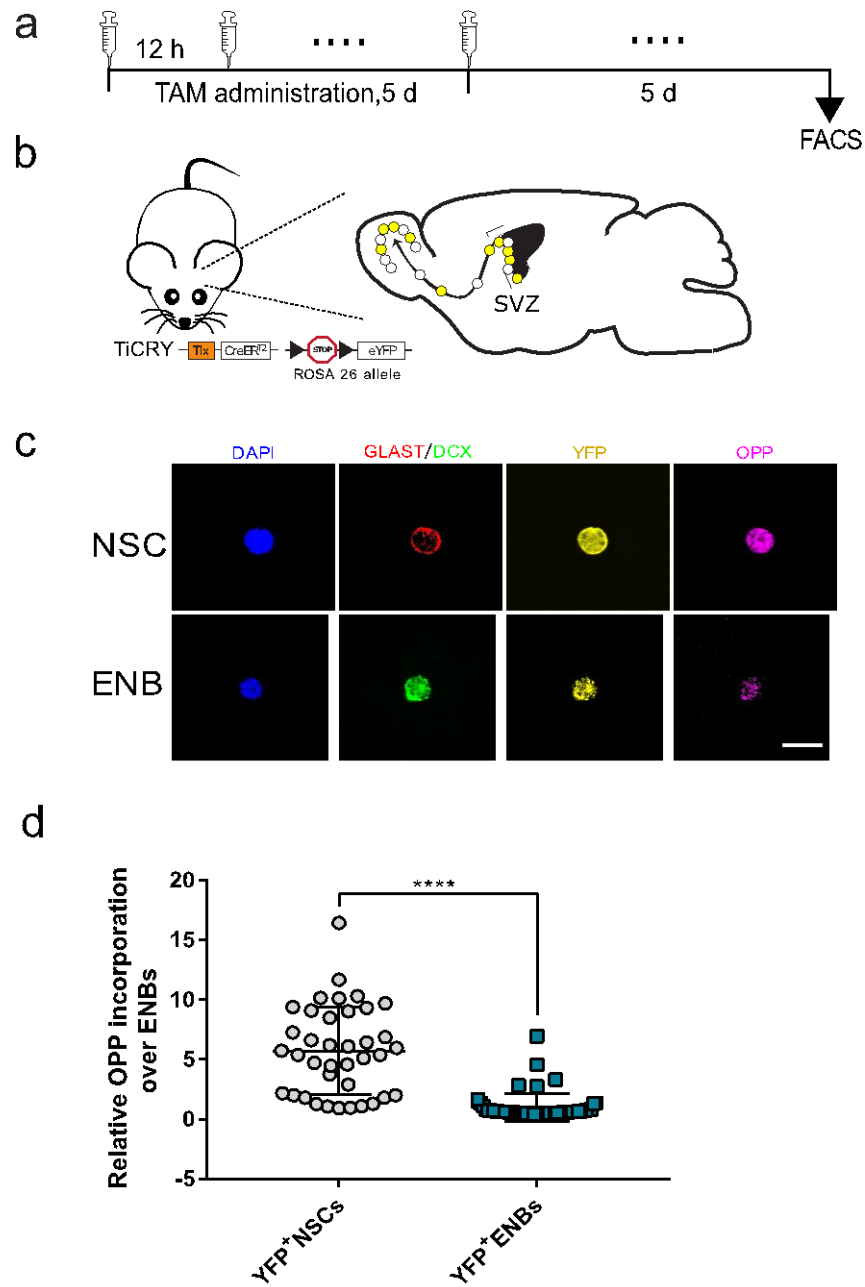 a
12 h
TAM administration,5 d
5 d
FACS
b
SVZ
TiCRY
Tlx
CreERT2
STOP
eYFP
ROSA 26 allele
c
DAPI
GLAST/DCX
YFP
OPP
NSC
ENB
d
Relative OPP incorporation
over ENBs
20
15
10
5
0
-5
****
YFP+NSCs
YFP+ENBs